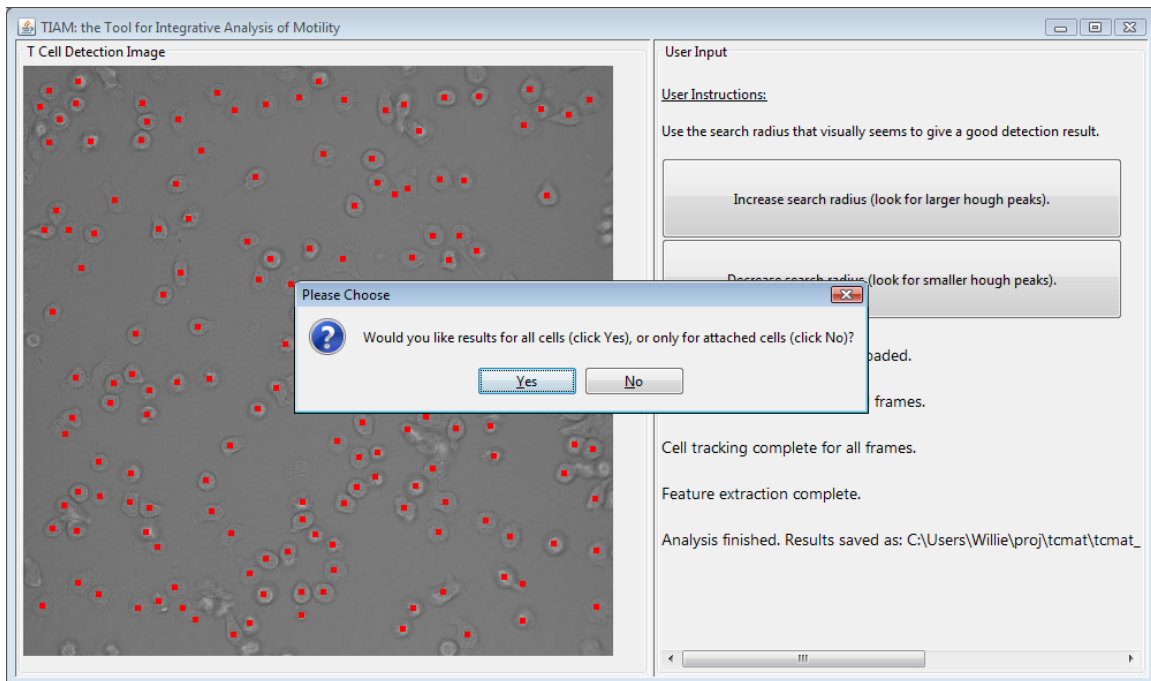 TIAM: the Tool for Integrative Analysis of Motility
T Cell Detection Image
User Input
User Instructions:
Use the search radius that visually seems to give a good detection result.
Increase search radius (look for larger hough peaks).
Decrease search radius (look for smaller hough peaks).
Please Choose
Would you like results for all cells (click Yes), or only for attached cells (click No)?
Yes
No
frames.
Cell tracking complete for all frames.
Feature extraction complete.
Analysis finished. Results saved as: C:\Users\Willie\proj\tcmat\tcmat_